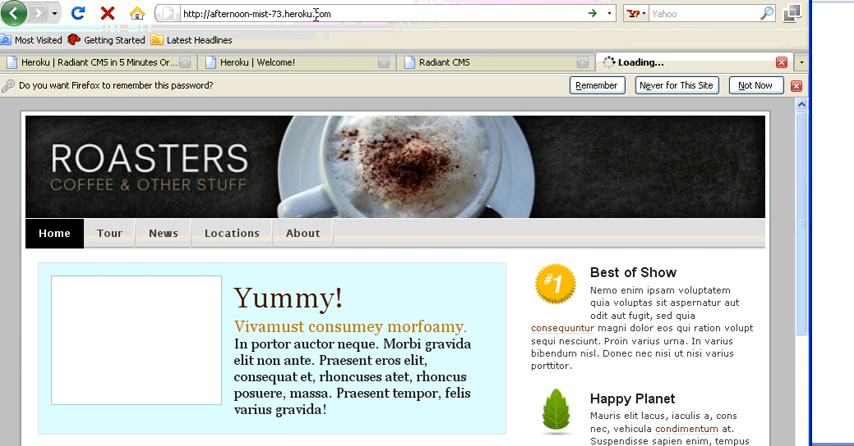 http://afternoon-mist-73.heroku.com
Yahoo
Most Visited Getting Started Latest Headlines
Heroku | Radiant CMS in 5 Minutes Or... Heroku | Welcome! Radiant CMS Loading...
Do you want Firefox to remember this password? Remember Never for This Site Not Now
ROASTERS
COFFEE & OTHER STUFF
Home Tour News Locations About
Yummy!
Vivamust consumey morfoamy.
In portor auctor neque. Morbi gravida
elit non ante. Praesent eros elit,
consequat et, rhoncuses atet, rhoncus
posuere, massa. Praesent tempor, felis
varius gravida!
#1
Best of Show
Nemo enim ipsam voluptatem
quia voluptas sit aspernatur aut
odit aut fugit, sed quia
consequuntur magni dolor eos qui ration volupt
sequi nesciunt. Proin varius urna. In varius
bibendum nisl. Donec nec nisi ut nisi varius
porttitor.
Happy Planet
Mauris elit lacus, iaculis a, cons
nec, vehicula condimentum at.
Suspendisse sapien enim, tempus